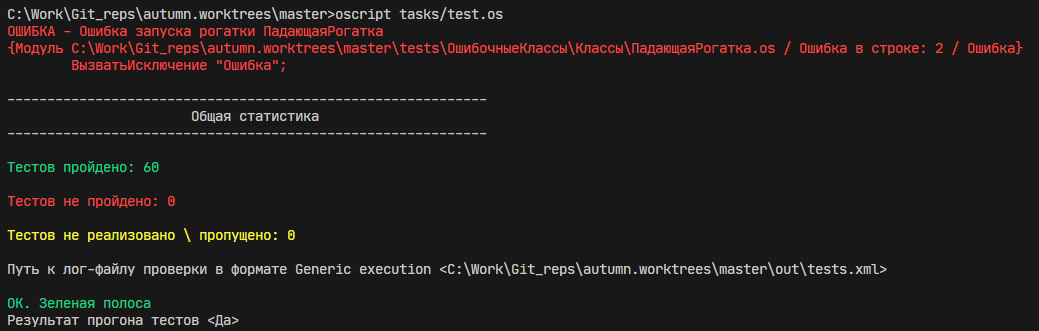 C:\Work\Git_reps\autumn.worktrees\master>oscript tasks/test.os
ОШИБКА - Ошибка запуска рогатки ПадающаяРогатка
{Модуль C:\Work\Git_reps\autumn.worktrees\master\tests\ОшибочныеКлассы\Классы\ПадающаяРогатка.os / Ошибка в строке: 2 / Ошибка}
ВызватьИсключение "Ошибка";
------------------------------------------------------------
Общая статистика
------------------------------------------------------------
Тестов пройдено: 60
Тестов не пройдено: 0
Тестов не реализовано \ пропущено: 0
Путь к лог-файлу проверки в формате Generic execution <C:\Work\Git_reps\autumn.worktrees\master\out\tests.xml>
ОК. Зеленая полоса
Результат прогона тестов <Да>